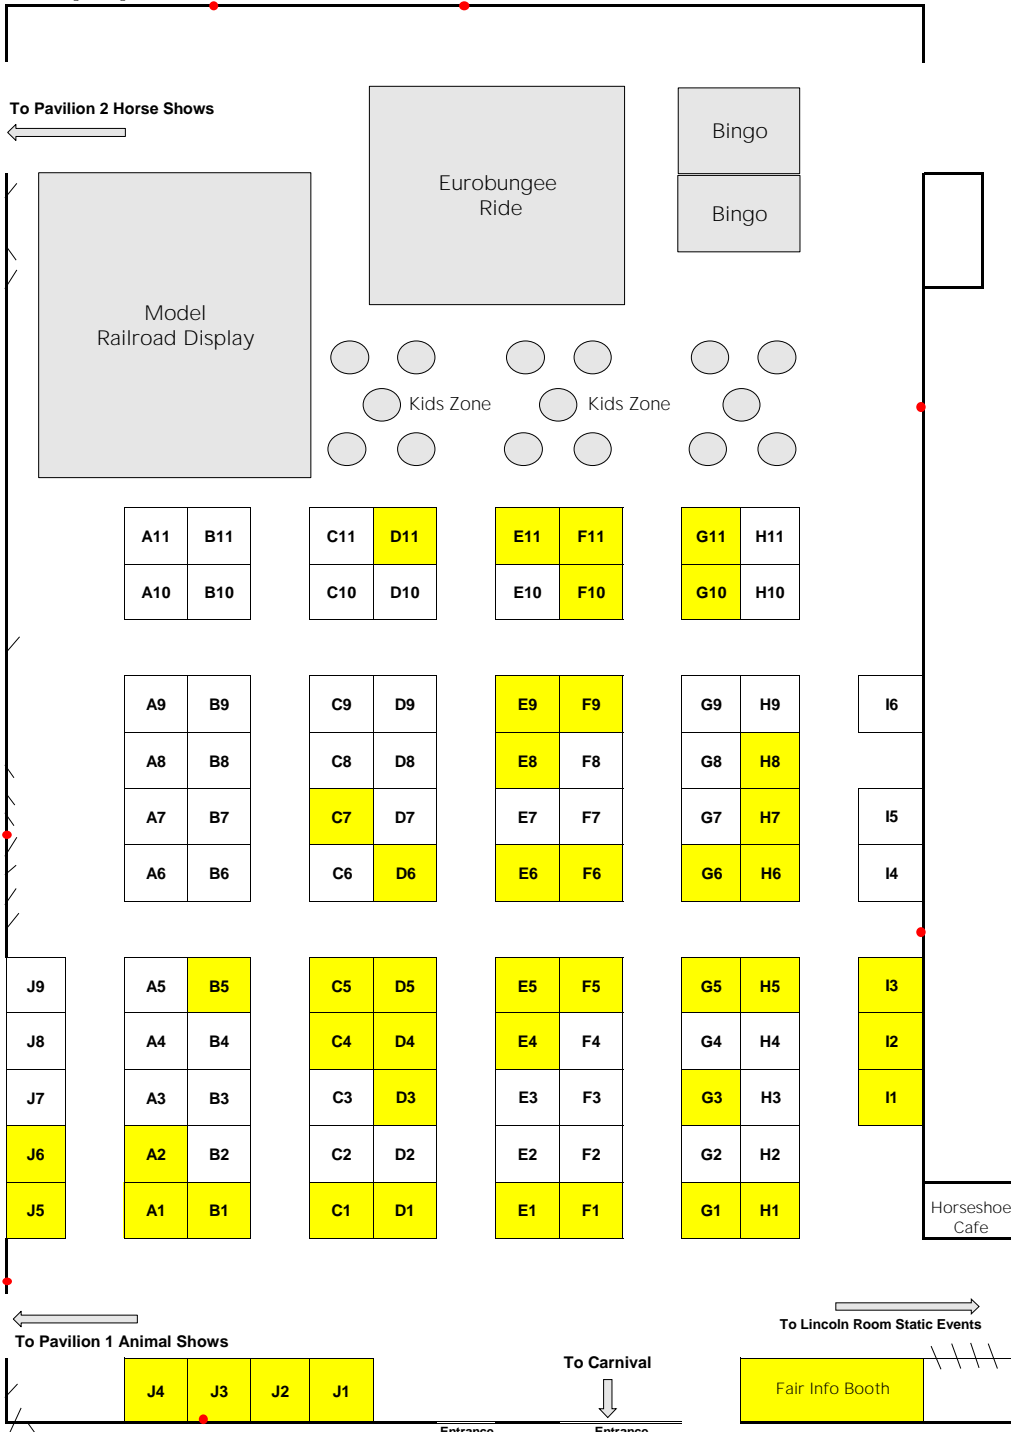 To Pavilion 2 Horse Shows
Bingo
Eurobungee
Ride
Bingo
Model
Railroad Display
Kids Zone Kids Zone
A11 B11 C11 D11 E11 F11 G11 H11
A10 B10 C10 D10 E10 F10 G10 H10
A9 B9 C9 D9 E9 F9 G9 H9 I6
A8 B8 C8 D8 E8 F8 G8 H8
A7 B7 C7 D7 E7 F7 G7 H7 I5
A6 B6 C6 D6 E6 F6 G6 H6 I4
J9 A5 B5 C5 D5 E5 F5 G5 H5 I3
J8 A4 B4 C4 D4 E4 F4 G4 H4 I2
J7 A3 B3 C3 D3 E3 F3 G3 H3 I1
J6 A2 B2 C2 D2 E2 F2 G2 H2
J5 A1 B1 C1 D1 E1 F1 G1 H1
Horseshoe
Cafe
To Pavilion 1 Animal Shows
To Lincoln Room Static Events
To Carnival
J4 J3 J2 J1
Fair Info Booth
Entrance Entrance